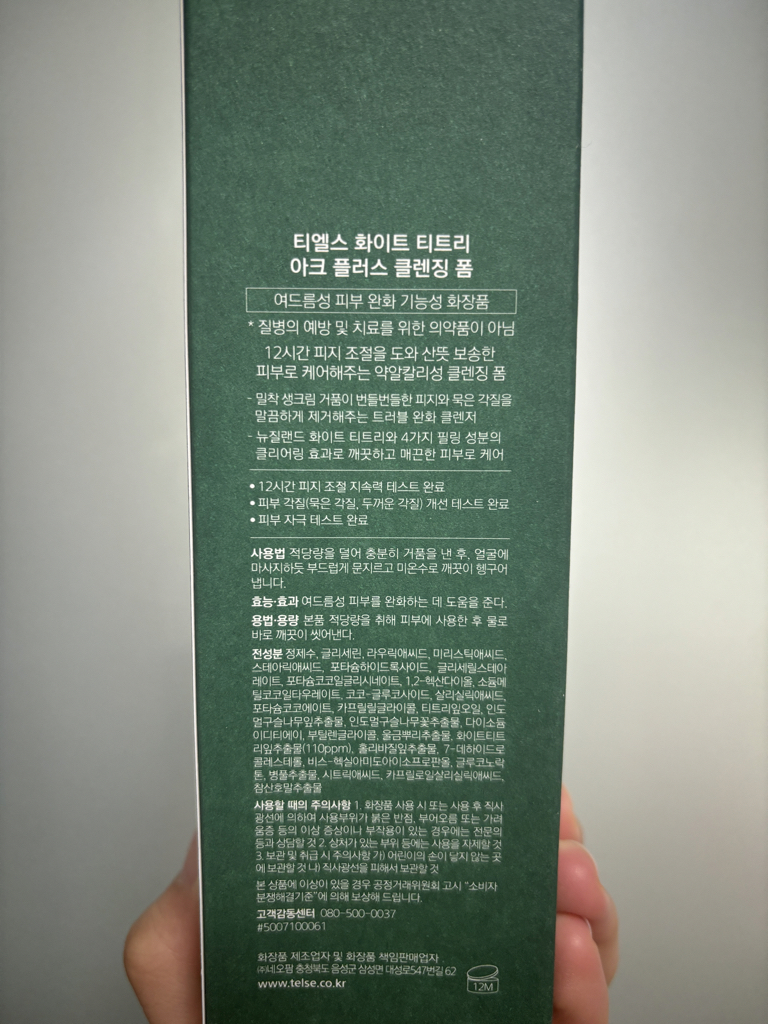 티엘스 화이트 티트리
아크 플러스 클렌징 폼
여드름성 피부 완화 기능성 화장품
* 질병의 예방 및 치료를 위한 의약품이 아님
12시간 피지 조절을 도와 산뜻 보송한
피부로 케어해주는 약알칼리성 클렌징 폼
- 밀착 생크림 거품이 번들번들한 피지와 묵은 각질을
말끔하게 제거해주는 트러블 완화 클렌저
- 뉴질랜드 화이트 티트리와 4가지 필링 성분의
클리어링 효과로 깨끗하고 매끈한 피부로 케어
• 12시간 피지 조절 지속력 테스트 완료
• 피부 각질(묵은 각질, 두꺼운 각질) 개선 테스트 완료
• 피부 자극 테스트 완료
사용법 적당량을 덜어 충분히 거품을 낸 후, 얼굴에
마사지하듯 부드럽게 문지르고 미온수로 깨끗이 헹구어
냅니다.
효능·효과 여드름성 피부를 완화하는 데 도움을 준다.
용법·용량 본품 적당량을 취해 피부에 사용한 후 물로
바로 깨끗이 씻어낸다.
전성분 정제수, 글리세린, 라우릭애씨드, 미리스틱애씨드,
스테아릭애씨드, 포타슘하이드록사이드, 글리세릴스테아
레이트, 포타슘코코일글리시네이트, 1,2-헥산다이올, 소듐메
틸코코일타우레이트, 코코-글루코사이드, 살리실릭애씨드,
포타슘코코에이트, 카프릴릴글라이콜, 티트리잎오일, 인도
멀구슬나무잎추출물, 인도멀구슬나무꽃추출물, 다이소듐
이디티에이, 부틸렌글라이콜, 울금뿌리추출물, 화이트티트
리잎추출물(110ppm), 홀리바질잎추출물, 7-데하이드로
콜레스테롤, 비스-헥실아미도아이소프로판올, 글루코노락
톤, 병풀추출물, 시트릭애씨드, 카프릴로일살리실릭애씨드,
참산호말추출물
사용할 때의 주의사항 1. 화장품 사용 시 또는 사용 후 직사
광선에 의하여 사용부위가 붉은 반점, 부어오름 또는 가려
움증 등의 이상 증상이나 부작용이 있는 경우에는 전문의
등과 상담할 것 2. 상처가 있는 부위 등에는 사용을 자제할 것
3. 보관 및 취급 시 주의사항 가) 어린이의 손이 닿지 않는 곳
에 보관할 것 나) 직사광선을 피해서 보관할 것
본 상품에 이상이 있을 경우 공정거래위원회 고시 "소비자
분쟁해결기준"에 의해 보상해 드립니다.
고객감동센터 080-500-0037
#5007100061
화장품 제조업자 및 화장품 책임판매업자
㈜네오팜 충청북도 음성군 삼성면 대성로547번길 62
www.telse.co.kr
12M